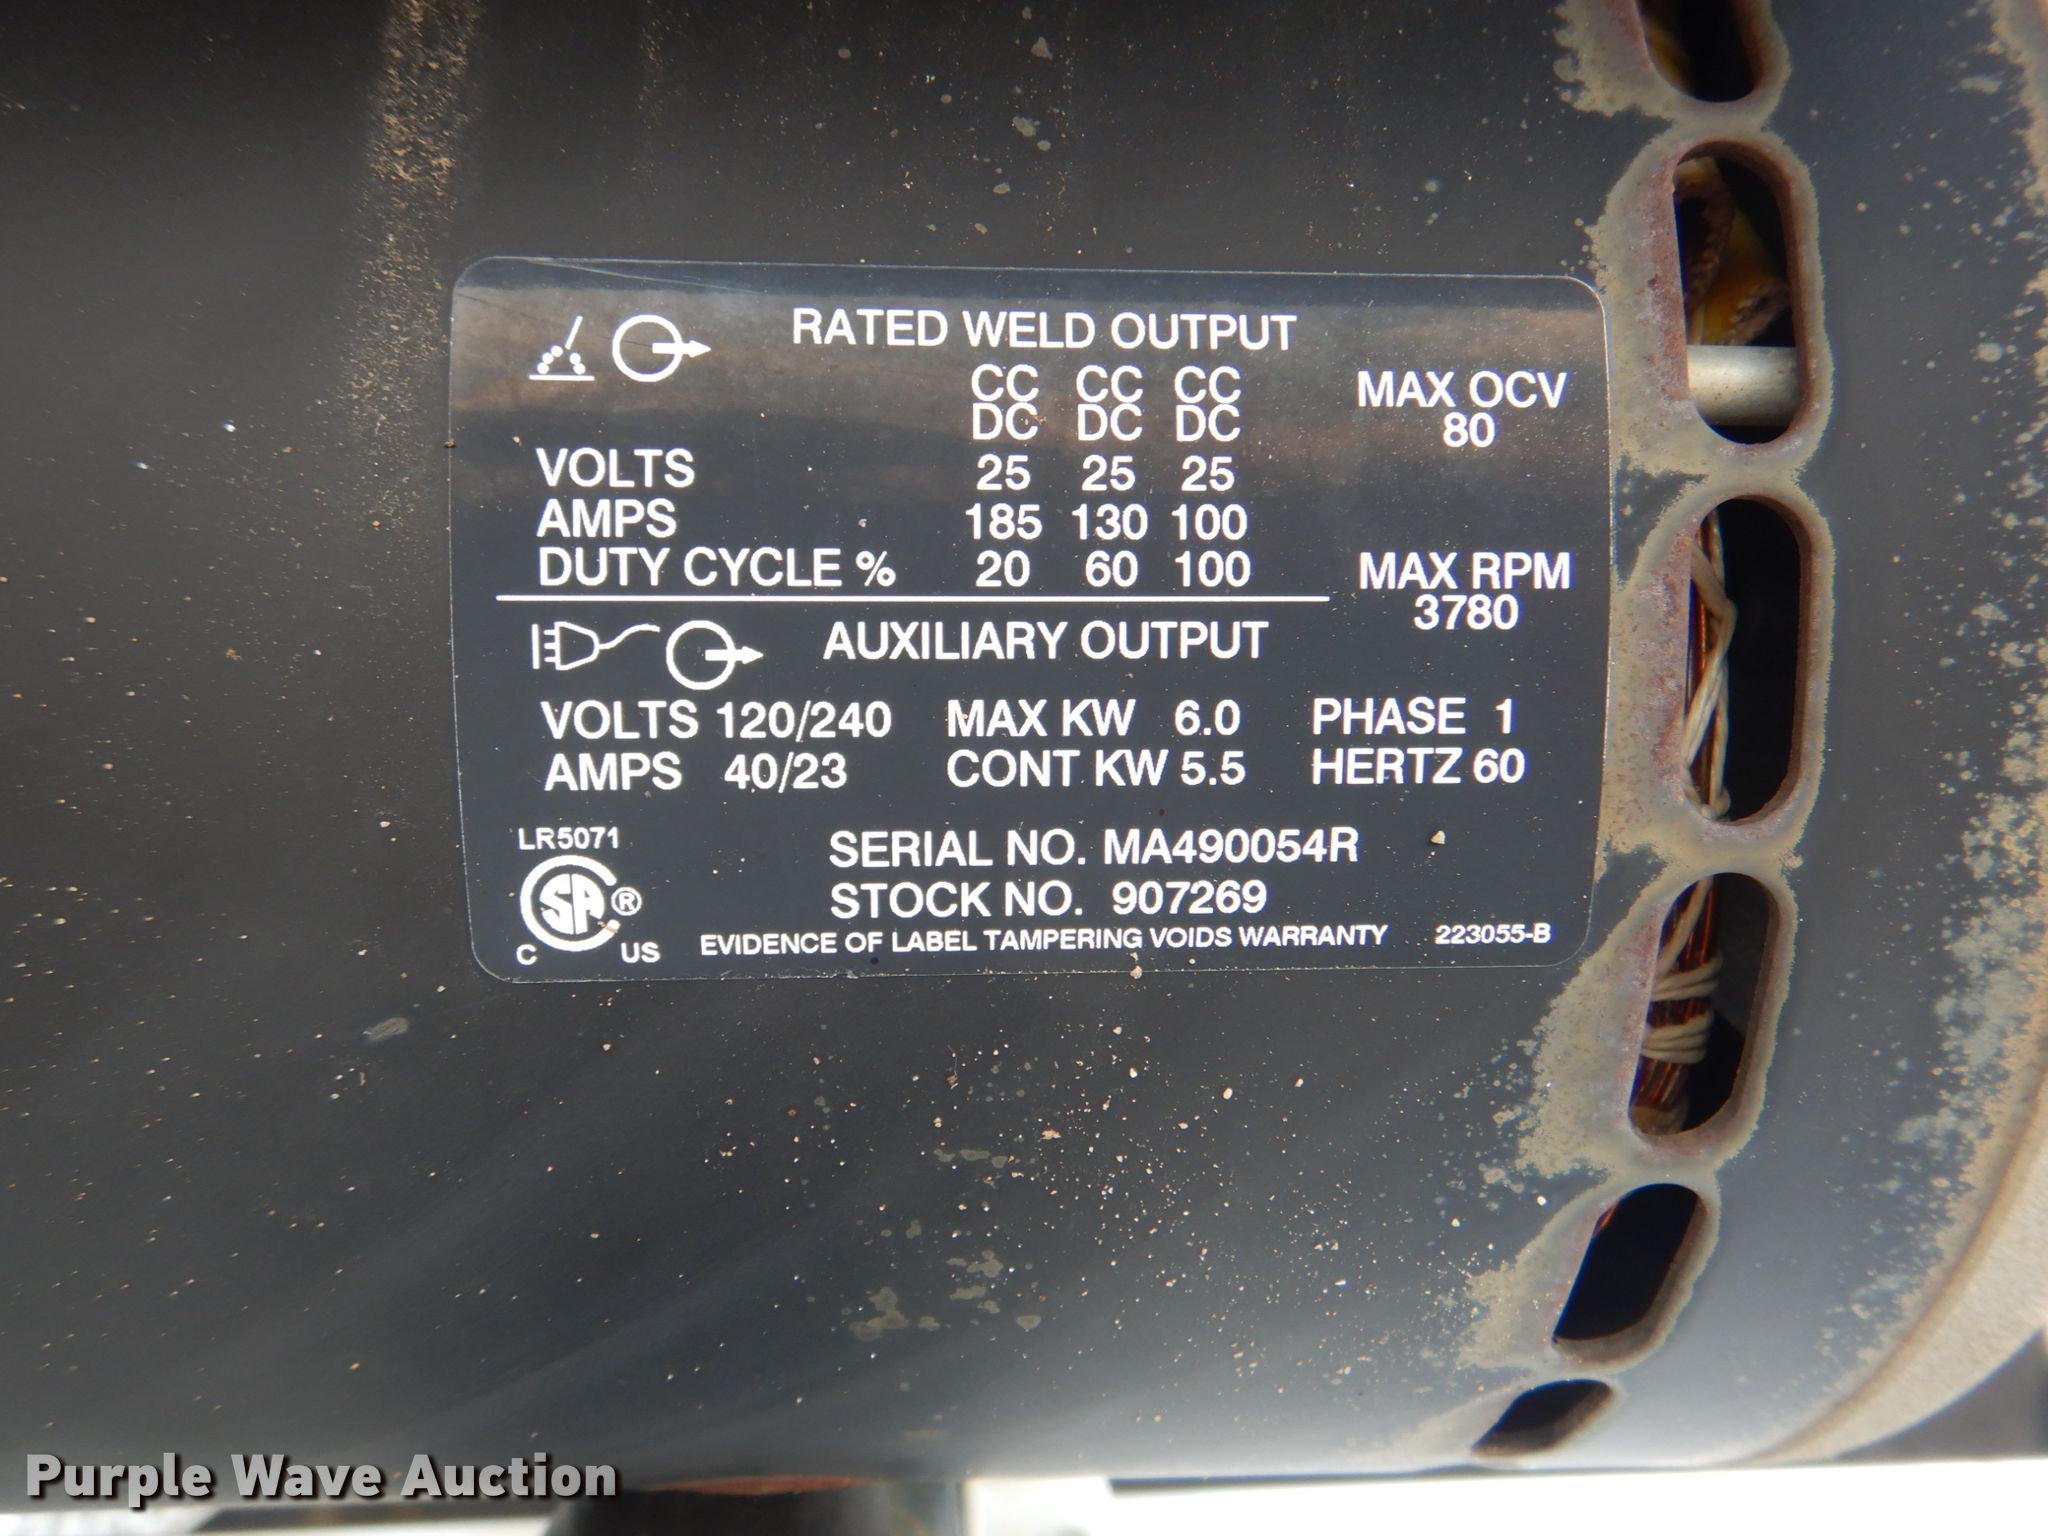 RATED WELD OUTPUT
CC CC CC
DC DC DC
MAX OCV
80
VOLTS 25 25 25
AMPS 185 130 100
DUTY CYCLE % 20 60 100
MAX RPM
3780
AUXILIARY OUTPUT
VOLTS 120/240 MAX KW 6.0 PHASE 1
AMPS 40/23 CONT KW 5.5 HERTZ 60
LR5071
SA ®
C US
SERIAL NO. MA490054R
STOCK NO. 907269
EVIDENCE OF LABEL TAMPERING VOIDS WARRANTY 223055-B
Purple Wave Auction